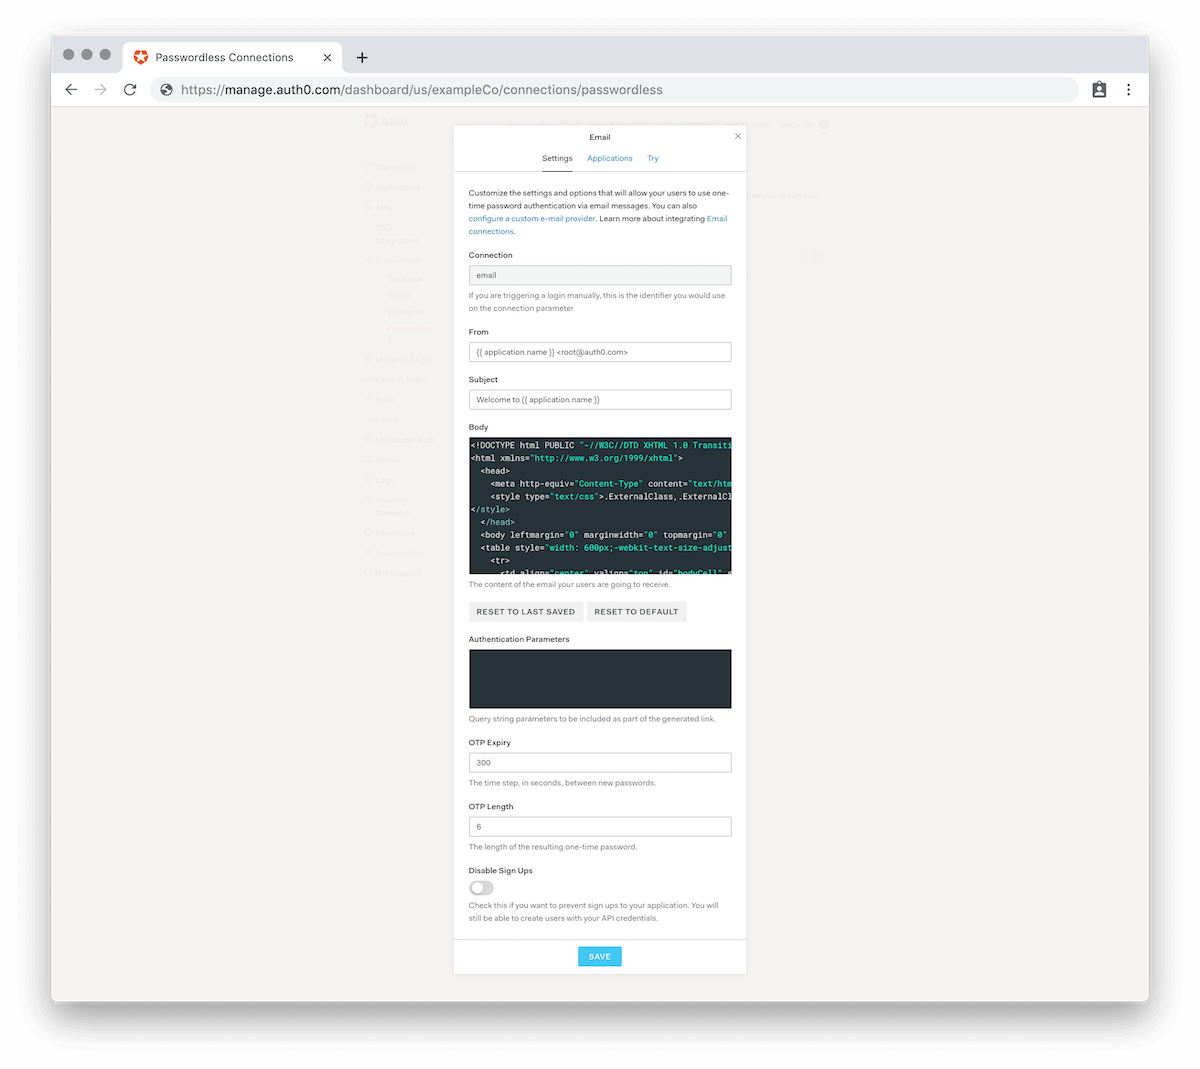 Passwordless Connections
https://manage.auth0.com/dashboard/us/exampleCo/connections/passwordless
Auth0
Email
Settings Applications Try
Customize the settings and options that will allow your users to use one-
time password authentication via email messages. You can also
configure a custom e-mail provider. Learn more about integrating Email
connections.
Connection
email
If you are triggering a login manually, this is the identifier you would use
on the connection parameter
From
{{ application.name }} <root@auth0.com>
Subject
Welcome to {{ application.name }}
Body
<!DOCTYPE html PUBLIC "-//W3C//DTD XHTML 1.0 Transiti
<html xmlns="http://www.w3.org/1999/xhtml">
<head>
<meta http-equiv="Content-Type" content="text/htm
<style type="text/css">.ExternalClass,.ExternalCl
</style>
</head>
<body leftmargin="0" marginwidth="0" topmargin="0"
<table style="width: 600px;-webkit-text-size-adjust
<tr>
<td align="center" valign="top" id="bodyCell"
The content of the email your users are going to receive.
RESET TO LAST SAVED RESET TO DEFAULT
Authentication Parameters
Query string parameters to be included as part of the generated link.
OTP Expiry
300
The time step, in seconds, between new passwords.
OTP Length
6
The length of the resulting one-time password.
Disable Sign Ups
Check this if you want to prevent sign ups to your application. You will
still be able to create users with your API credentials.
SAVE